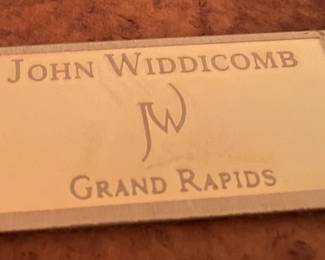 JOHN WIDDICOMB
JW
GRAND RAPIDS